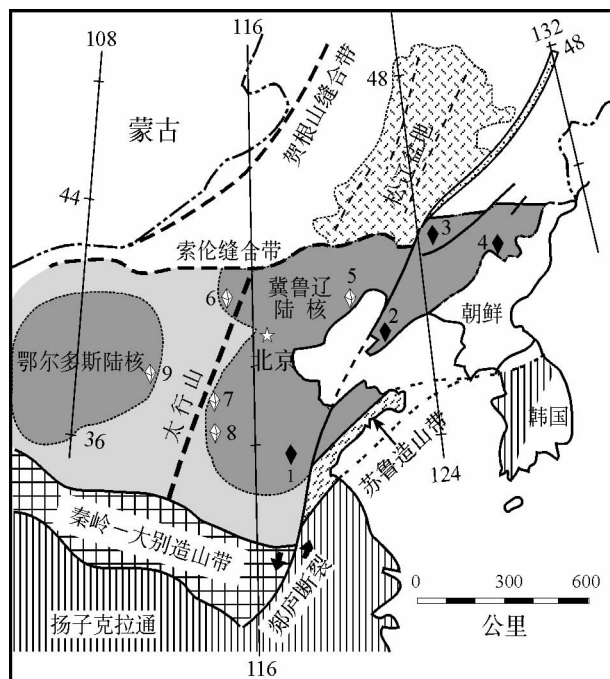 108
116
132
48
48
蒙古
贺根山缝合带
松辽盆地
44
索伦缝合带
3
4
6
冀鲁辽
陆核
5
朝鲜
2
北京
鄂尔多斯陆核
9
7
太行山
8
36
1
苏鲁造山带
韩国
124
秦岭－大别造山带
郯庐断裂
0 300 600
公里
扬子克拉通
116